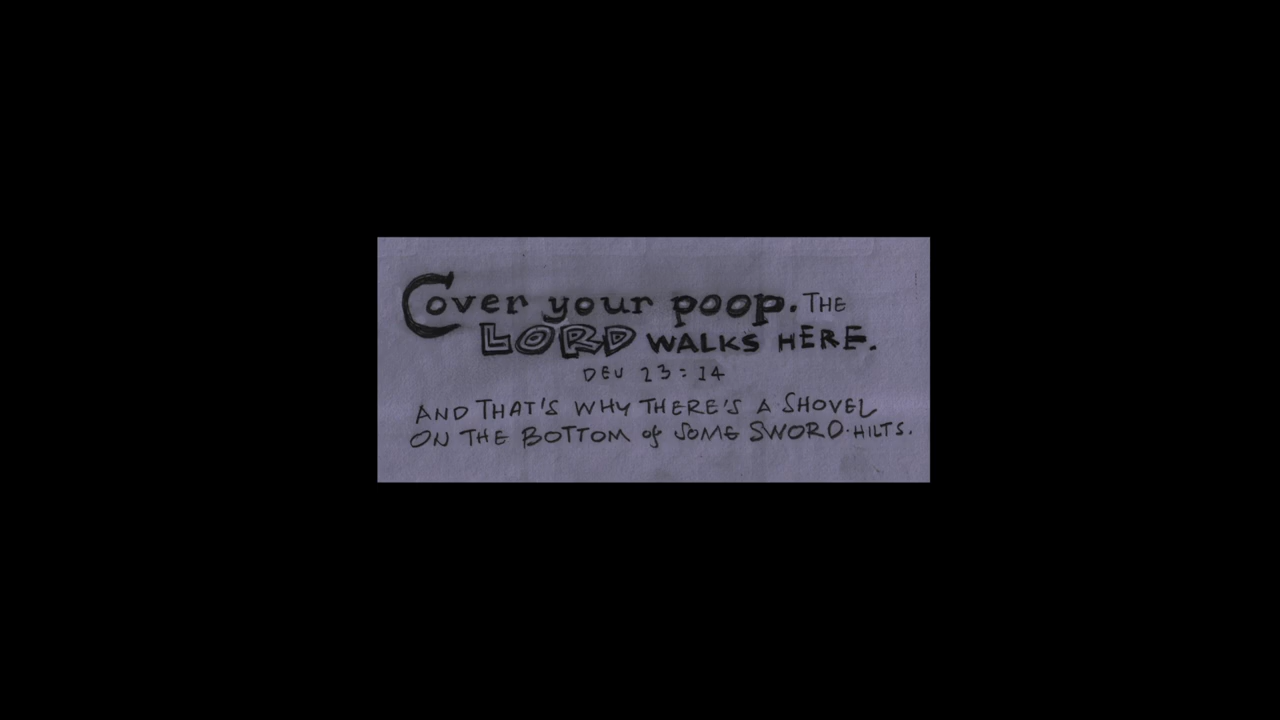 Cover your poop. THE
LORD WALKS HERE.
DEU 23:14
AND THAT'S WHY THERE'S A SHOVEL
ON THE BOTTOM of SOME SWORD-HILTS.